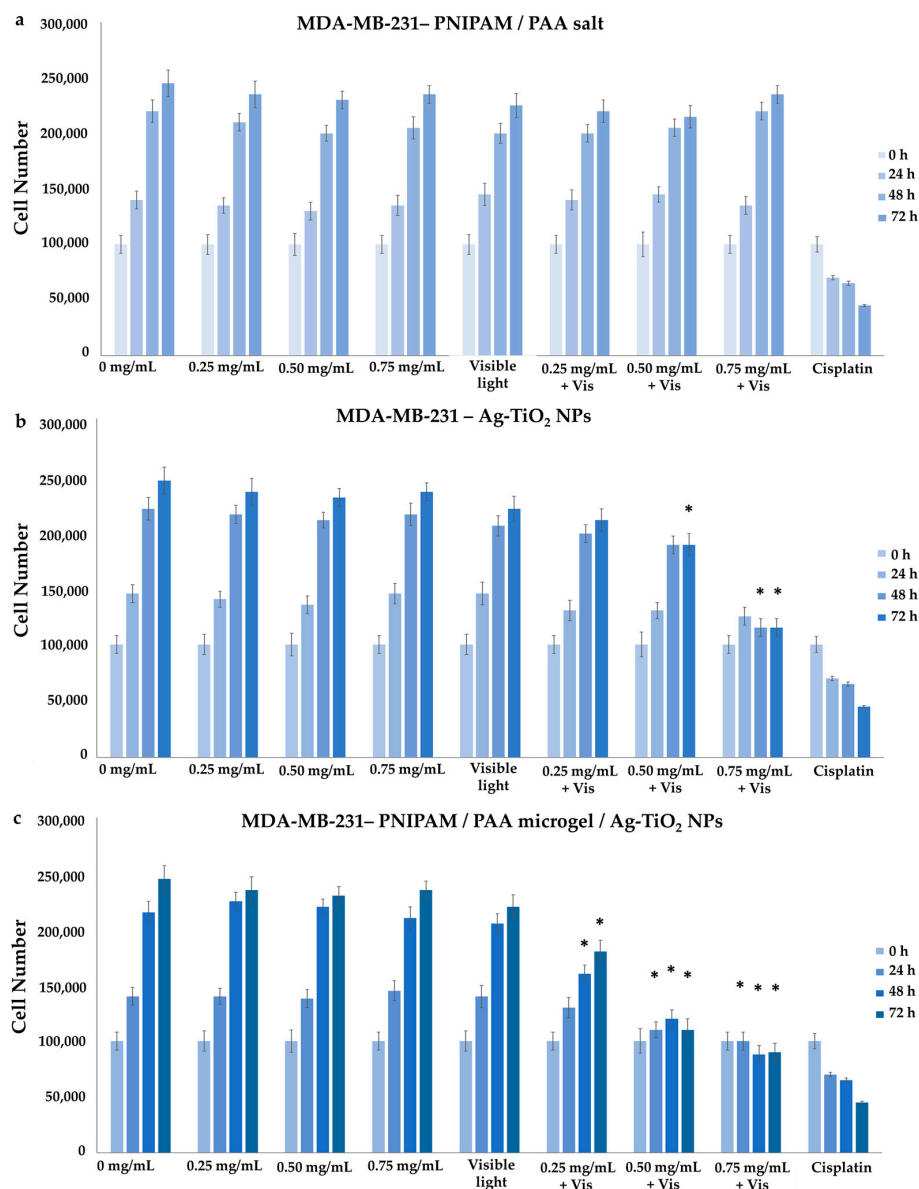 a
MDA-MB-231– PNIPAM / PAA salt
300,000
250,000
200,000
150,000
100,000
50,000
0
Cell Number
0 h
24 h
48 h
72 h
0 mg/mL 0.25 mg/mL 0.50 mg/mL 0.75 mg/mL Visible light 0.25 mg/mL + Vis 0.50 mg/mL + Vis 0.75 mg/mL + Vis Cisplatin
b
MDA-MB-231 – Ag-TiO₂ NPs
300,000
250,000
200,000
150,000
100,000
50,000
0
Cell Number
*
* *
0 h
24 h
48 h
72 h
0 mg/mL 0.25 mg/mL 0.50 mg/mL 0.75 mg/mL Visible light 0.25 mg/mL + Vis 0.50 mg/mL + Vis 0.75 mg/mL + Vis Cisplatin
c
MDA-MB-231– PNIPAM / PAA microgel / Ag-TiO₂ NPs
300,000
250,000
200,000
150,000
100,000
50,000
0
Cell Number
* *
* * *
* * *
0 h
24 h
48 h
72 h
0 mg/mL 0.25 mg/mL 0.50 mg/mL 0.75 mg/mL Visible light 0.25 mg/mL + Vis 0.50 mg/mL + Vis 0.75 mg/mL + Vis Cisplatin